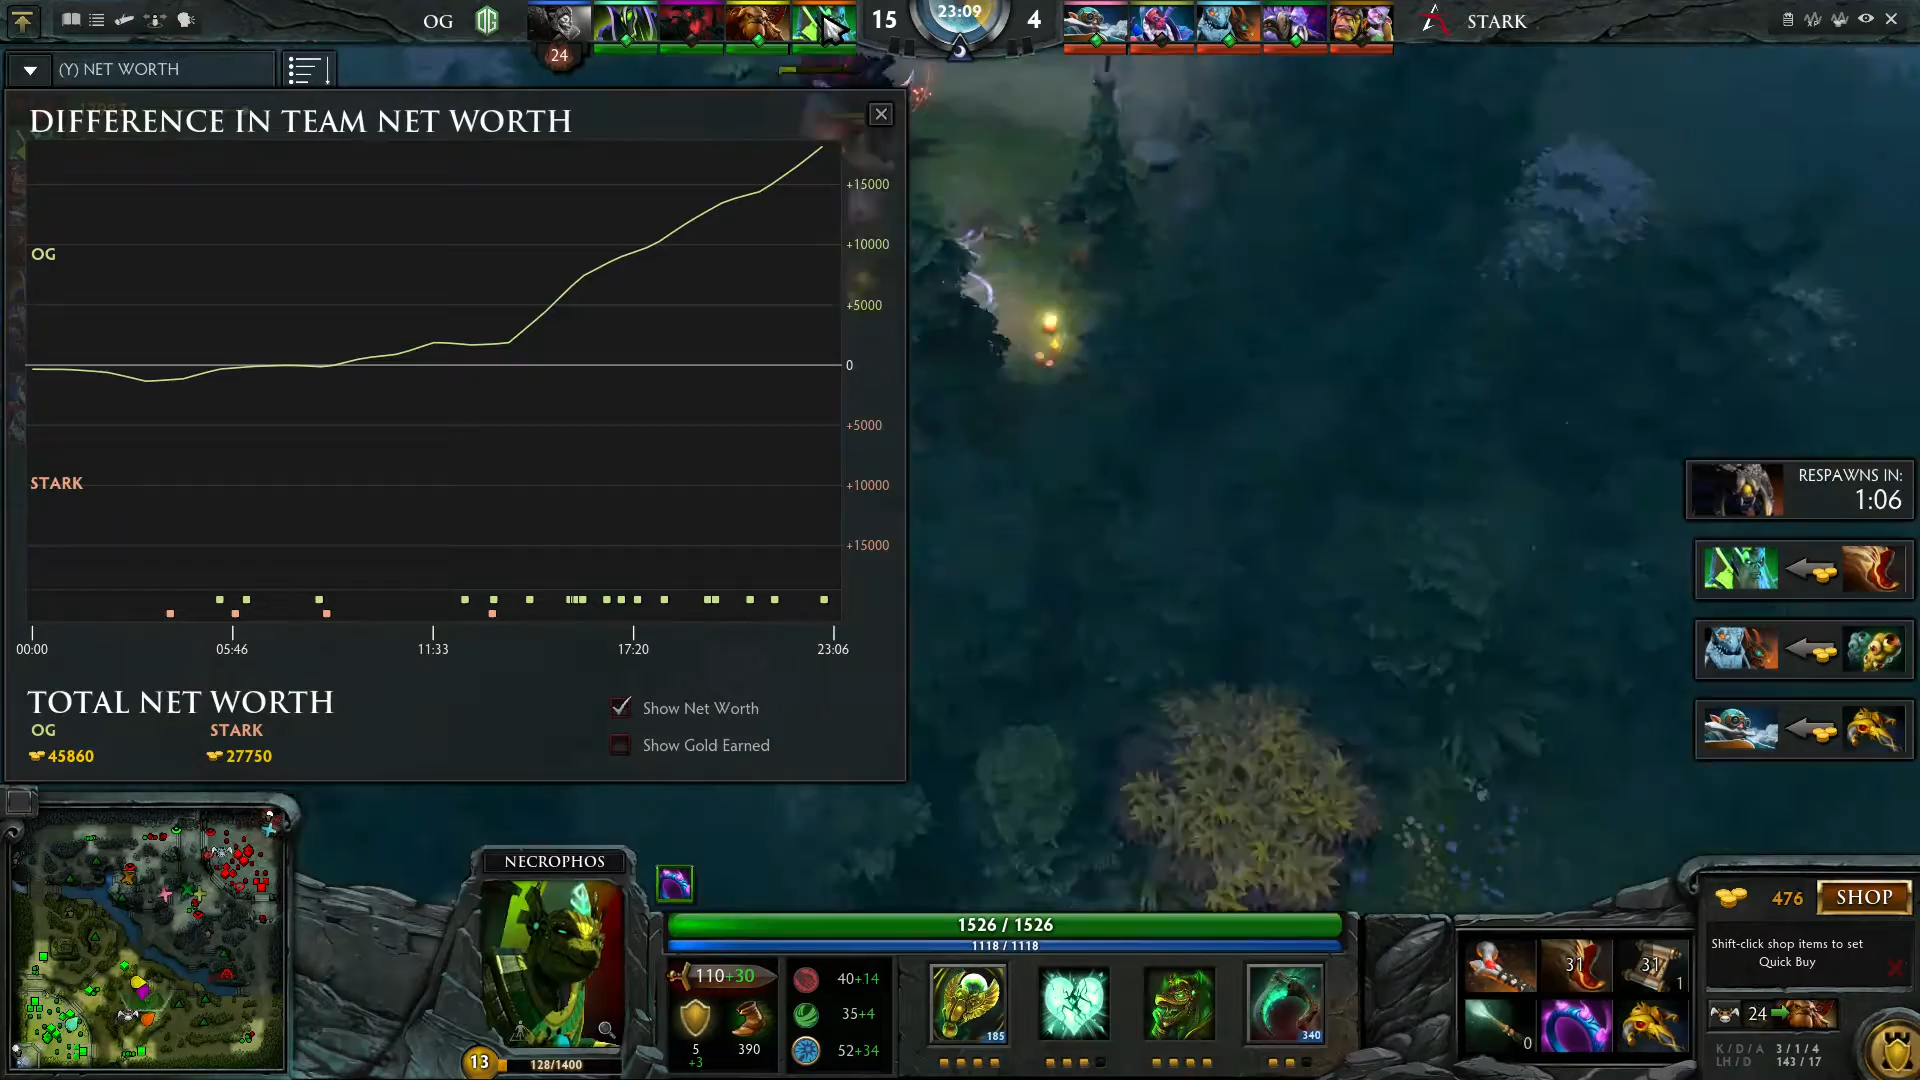 OG
15
23:09
4
STARK
24
(Y) NET WORTH
DIFFERENCE IN TEAM NET WORTH
+15000
+10000
OG
+5000
0
+5000
STARK
+10000
+15000
00:00 05:46 11:33 17:20 23:06
TOTAL NET WORTH
OG STARK
45860 27750
Show Net Worth
Show Gold Earned
RESPAWNS IN:
1:06
NECROPHOS
1526 / 1526
1118 / 1118
110+30
40+14
35+4
52+34
5
+3
390
13
128/1400
185
340
31
31
1
0
476
SHOP
Shift-click shop items to set
Quick Buy
24
K / D / A 3 / 1 / 4
LH / D 143 / 17